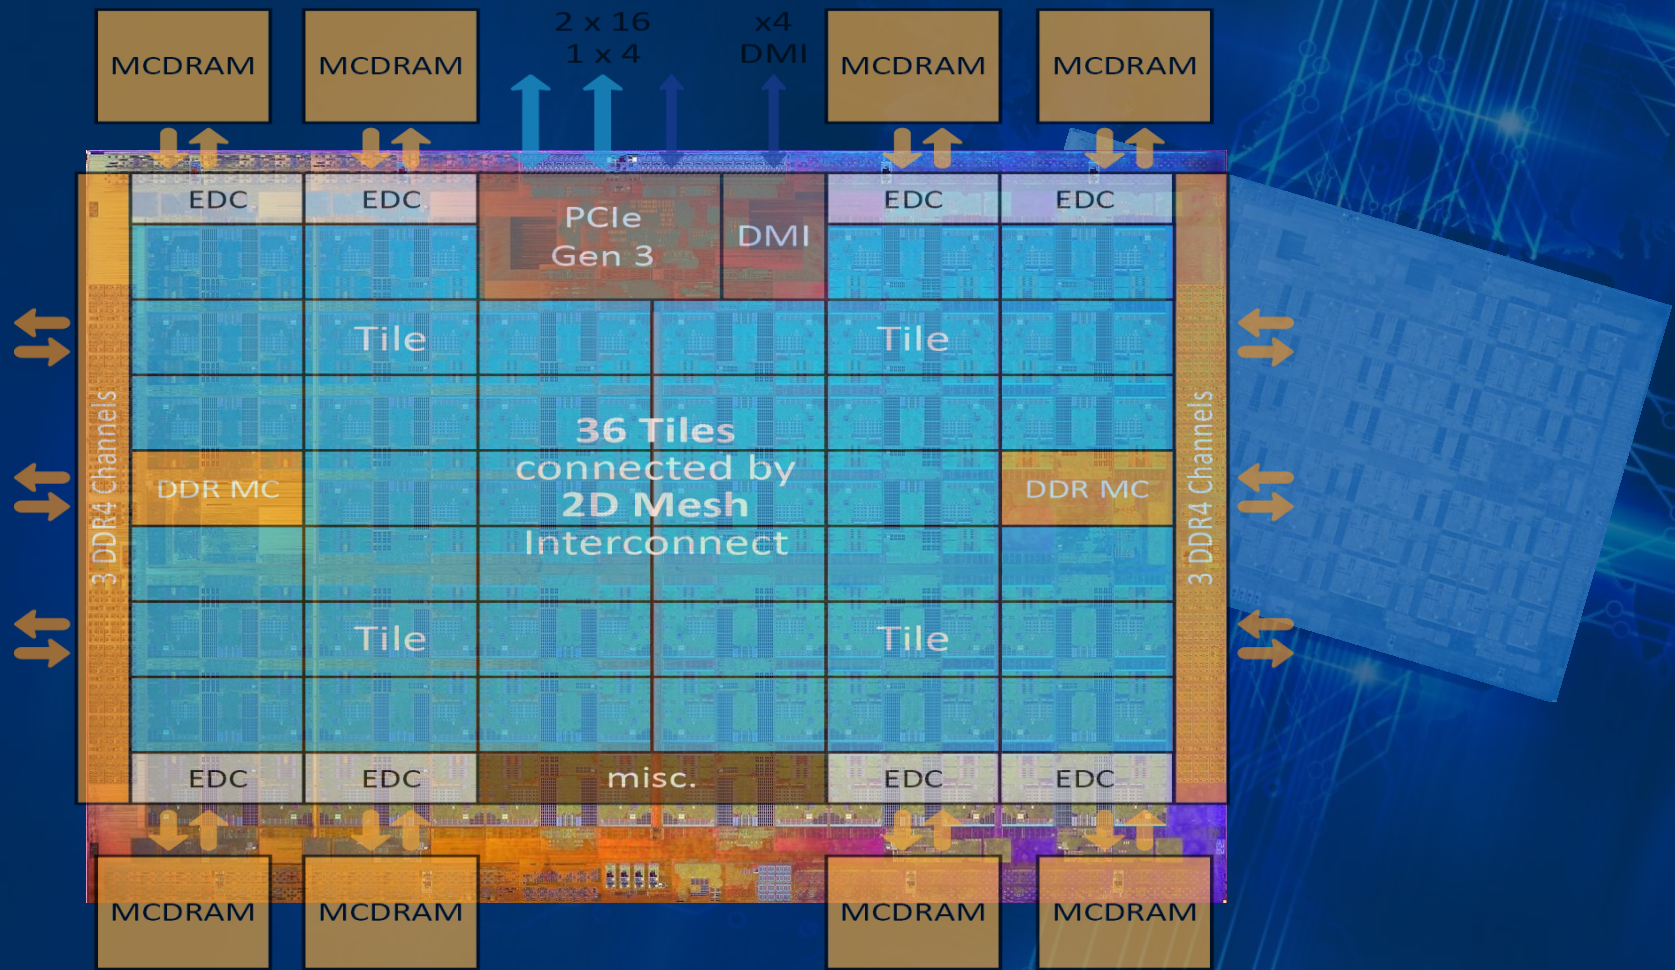 MCDRAM
MCDRAM
2 x 16
1 x 4
x4
DMI
MCDRAM
MCDRAM
EDC
EDC
PCIe
Gen 3
DMI
EDC
EDC
Tile
Tile
3 DDR4 Channels
36 Tiles
connected by
2D Mesh
Interconnect
DDR MC
DDR MC
3 DDR4 Channels
Tile
Tile
EDC
EDC
misc.
EDC
EDC
MCDRAM
MCDRAM
MCDRAM
MCDRAM